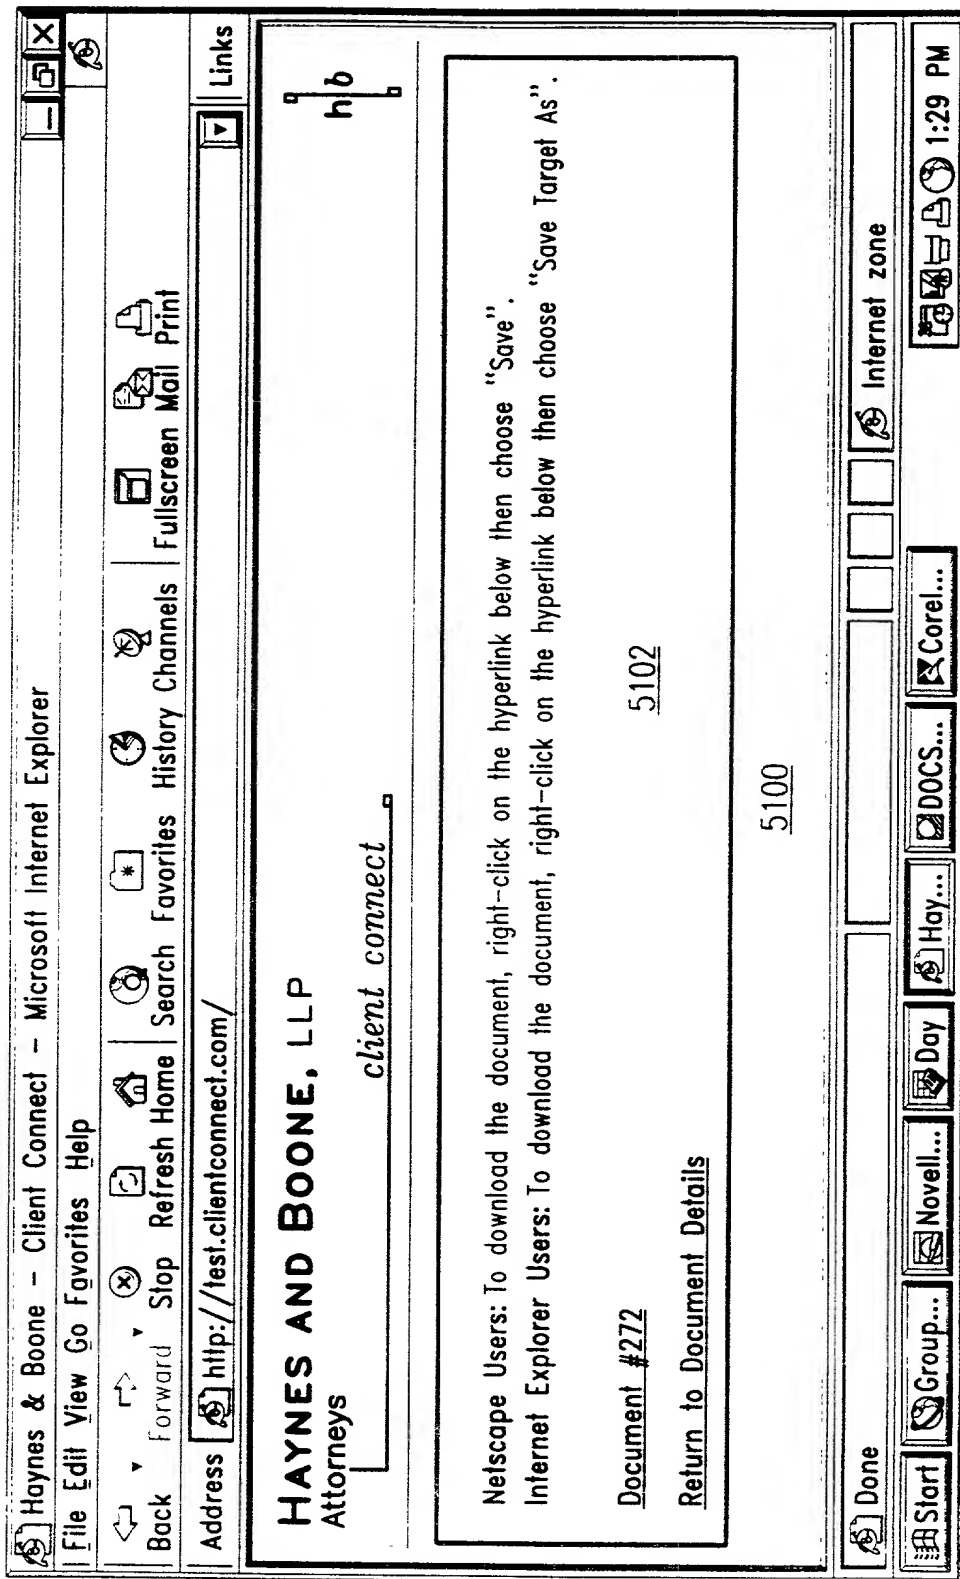 Haynes & Boone – Client Connect – Microsoft Internet Explorer
File Edit View Go Favorites Help
Back Forward Stop Refresh Home Search Favorites History Channels Fullscreen Mail Print
Address http://test.clientconnect.com/ Links
HAYNES AND BOONE, LLP
Attorneys
client connect
h b
Netscape Users: To download the document, right-click on the hyperlink below then choose "Save".
Internet Explorer Users: To download the document, right-click on the hyperlink below then choose "Save Target As".
Document #272
5102
Return to Document Details
5100
Done Internet zone
Start Group... Novell... Day Hay... DOCS... Corel... 1:29 PM